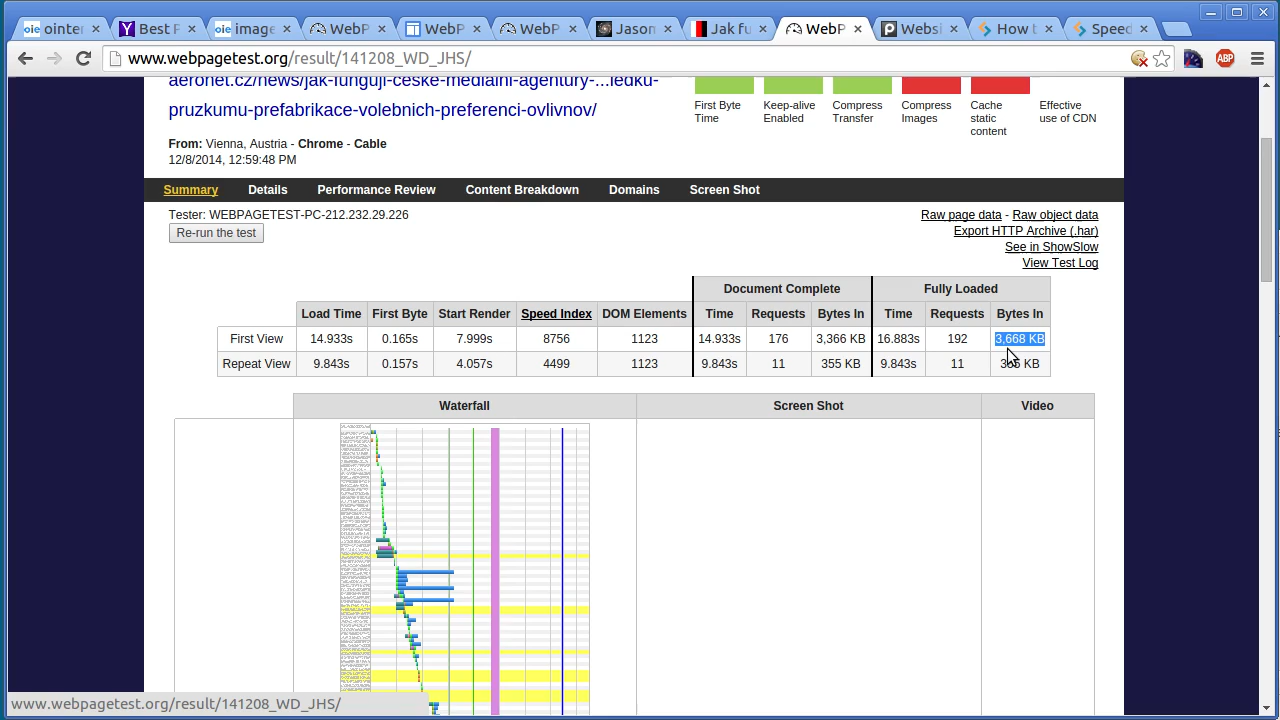 ointer
Best P
image
WebP
WebP
WebP
Jason
Jak fu
WebP
Websi
How t
Speed
www.webpagetest.org/result/141208_WD_JHS/
ABP
aeronet.cz/news/jak-funguji-ceske-medialni-agentury-...ledku-
pruzkumu-prefabrikace-volebnich-preferenci-ovlivnov/
First Byte Time
Keep-alive Enabled
Compress Transfer
Compress Images
Cache static content
Effective use of CDN
From: Vienna, Austria - Chrome - Cable
12/8/2014, 12:59:48 PM
Summary Details Performance Review Content Breakdown Domains Screen Shot
Tester: WEBPAGETEST-PC-212.232.29.226
Re-run the test
Raw page data - Raw object data
Export HTTP Archive (.har)
See in ShowSlow
View Test Log
Document Complete Fully Loaded
Load Time First Byte Start Render Speed Index DOM Elements Time Requests Bytes In Time Requests Bytes In
First View 14.933s 0.165s 7.999s 8756 1123 14.933s 176 3,366 KB 16.883s 192 3,668 KB
Repeat View 9.843s 0.157s 4.057s 4499 1123 9.843s 11 355 KB 9.843s 11 355 KB
Waterfall Screen Shot Video
www.webpagetest.org/result/141208_WD_JHS/